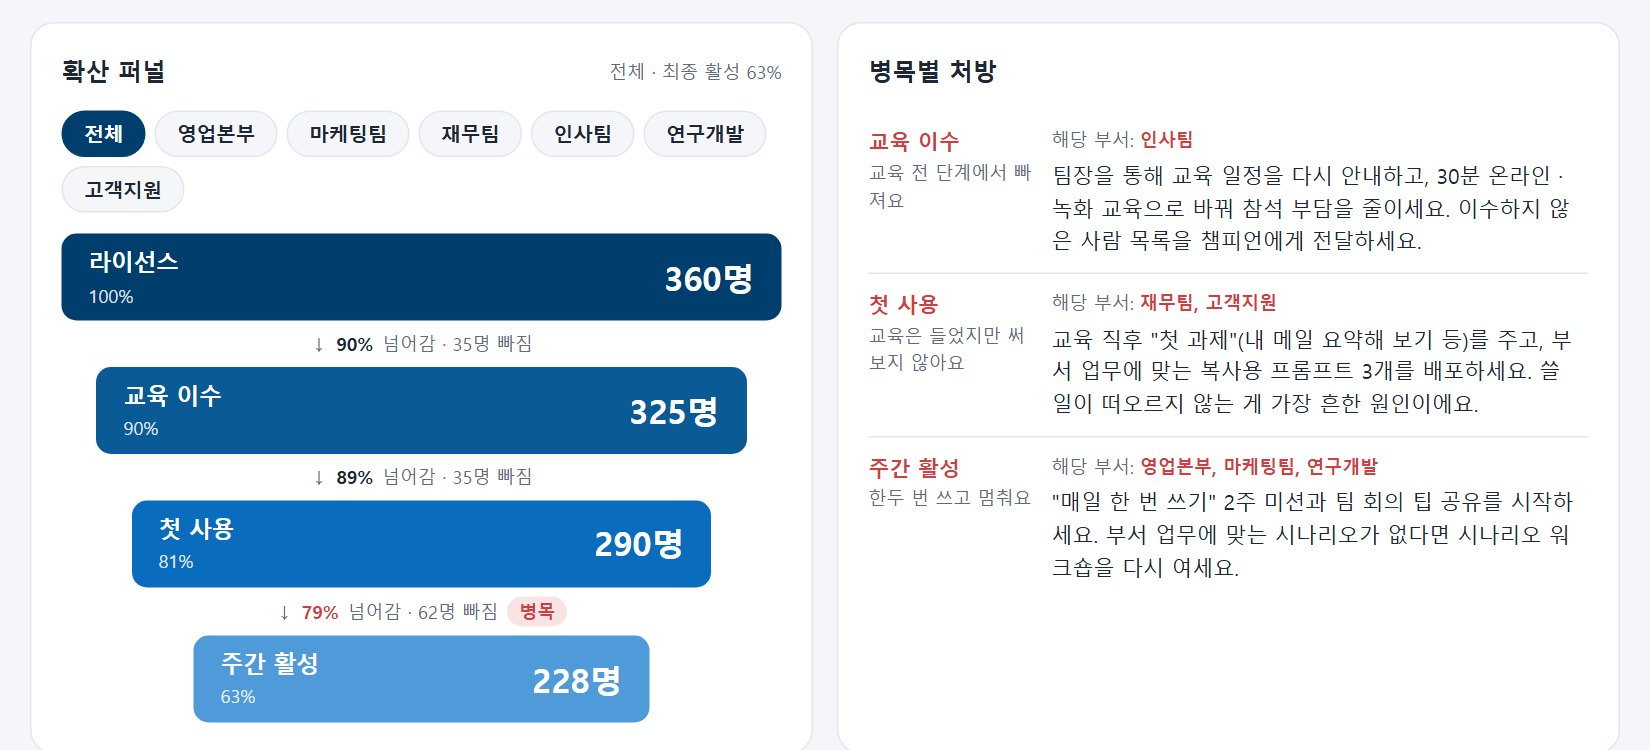 확산 퍼널
전체 · 최종 활성 63%
전체
영업본부
마케팅팀
재무팀
인사팀
연구개발
고객지원
라이선스
100%
360명
↓ 90% 넘어감 · 35명 빠짐
교육 이수
90%
325명
↓ 89% 넘어감 · 35명 빠짐
첫 사용
81%
290명
↓ 79% 넘어감 · 62명 빠짐 병목
주간 활성
63%
228명
병목별 처방
교육 이수
교육 전 단계에서 빠
져요
해당 부서: 인사팀
팀장을 통해 교육 일정을 다시 안내하고, 30분 온라인 ·
녹화 교육으로 바꿔 참석 부담을 줄이세요. 이수하지 않
은 사람 목록을 챔피언에게 전달하세요.
첫 사용
교육은 들었지만 써
보지 않아요
해당 부서: 재무팀, 고객지원
교육 직후 "첫 과제"(내 메일 요약해 보기 등)를 주고, 부
서 업무에 맞는 복사용 프롬프트 3개를 배포하세요. 쓸
일이 떠오르지 않는 게 가장 흔한 원인이에요.
주간 활성
한두 번 쓰고 멈춰요
해당 부서: 영업본부, 마케팅팀, 연구개발
"매일 한 번 쓰기" 2주 미션과 팀 회의 팁 공유를 시작하
세요. 부서 업무에 맞는 시나리오가 없다면 시나리오 워
크숍을 다시 여세요.